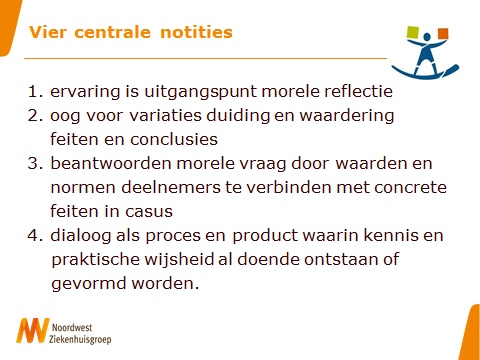 Vier centrale notities
1. ervaring is uitgangspunt morele reflectie
2. oog voor variaties duiding en waardering
feiten en conclusies
3. beantwoorden morele vraag door waarden en
normen deelnemers te verbinden met concrete
feiten in casus
4. dialoog als proces en product waarin kennis en
praktische wijsheid al doende ontstaan of
gevormd worden.
Noordwest
Ziekenhuisgroep